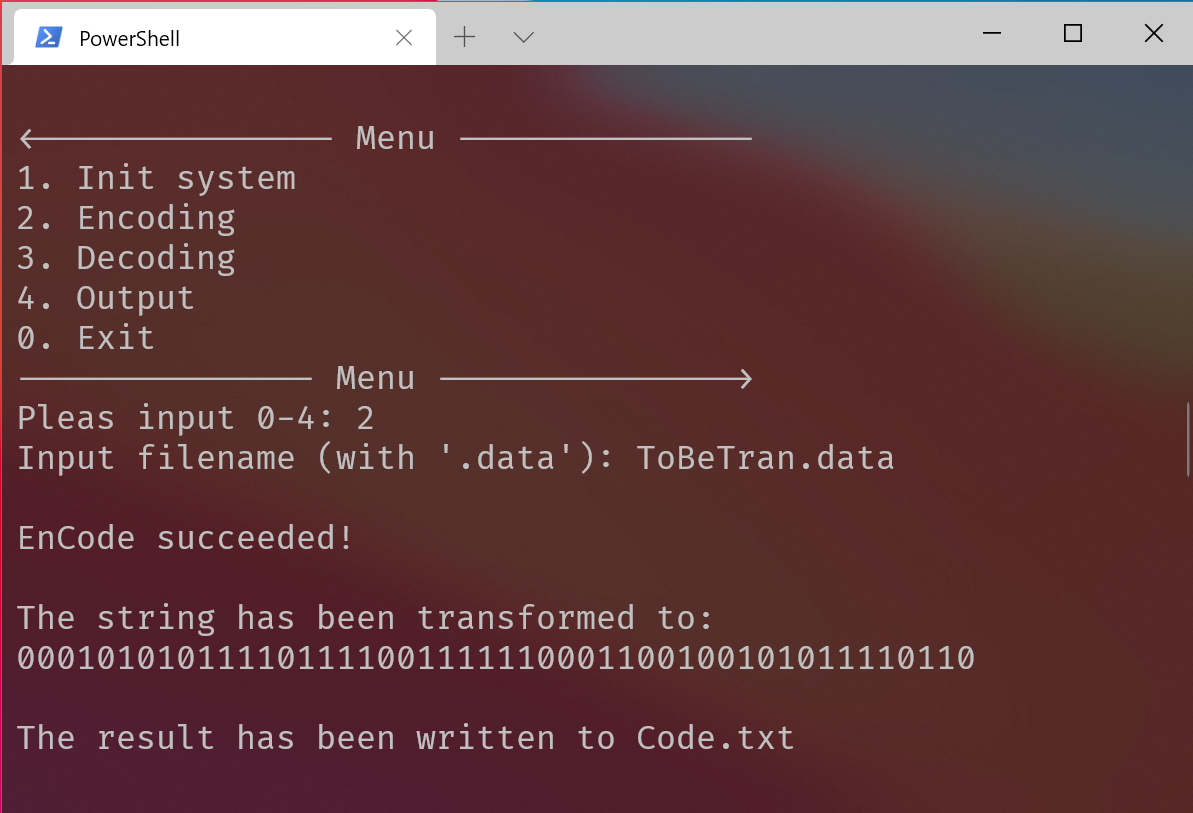 PowerShell
<————————————— Menu ——————————————
1. Init system
2. Encoding
3. Decoding
4. Output
0. Exit
—————————————— Menu —————————————>
Pleas input 0-4: 2
Input filename (with '.data'): ToBeTran.data
EnCode succeeded!
The string has been transformed to:
000101010111101111001111110001100100101011110110
The result has been written to Code.txt